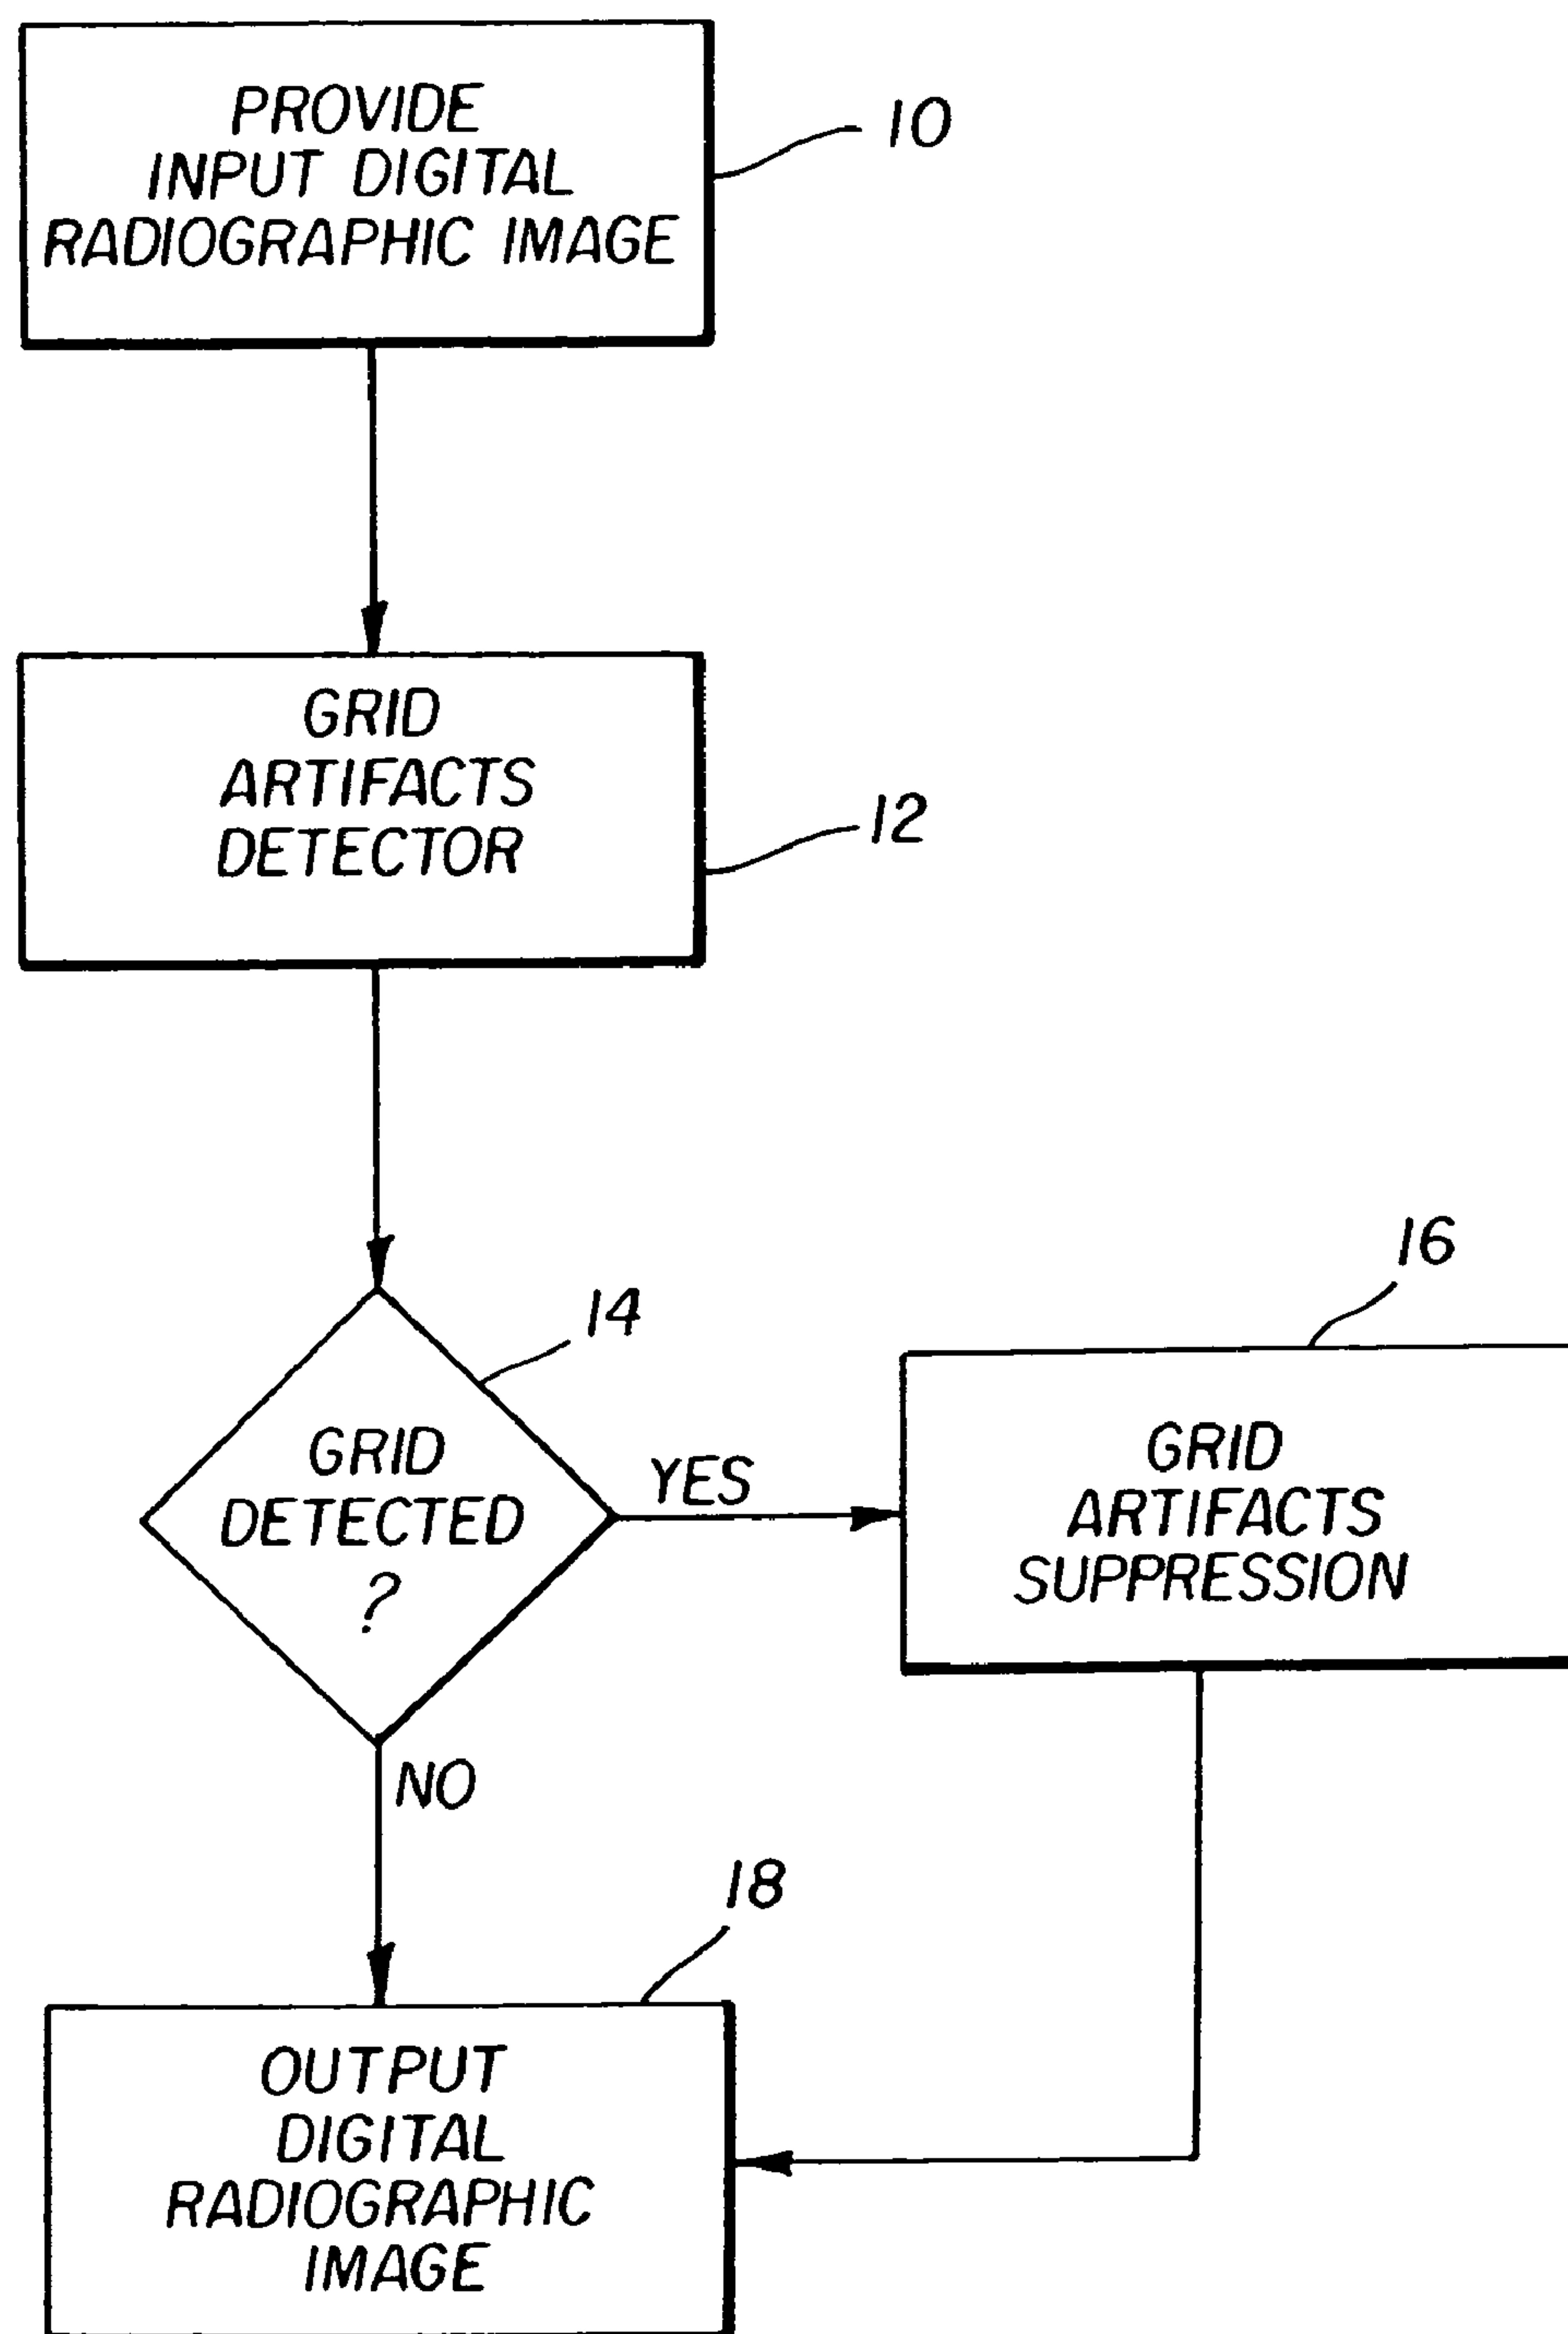 PROVIDE
INPUT DIGITAL
RADIOGRAPHIC IMAGE
10
GRID
ARTIFACTS
DETECTOR
12
14
GRID
DETECTED
?
YES
16
GRID
ARTIFACTS
SUPPRESSION
NO
18
OUTPUT
DIGITAL
RADIOGRAPHIC
IMAGE